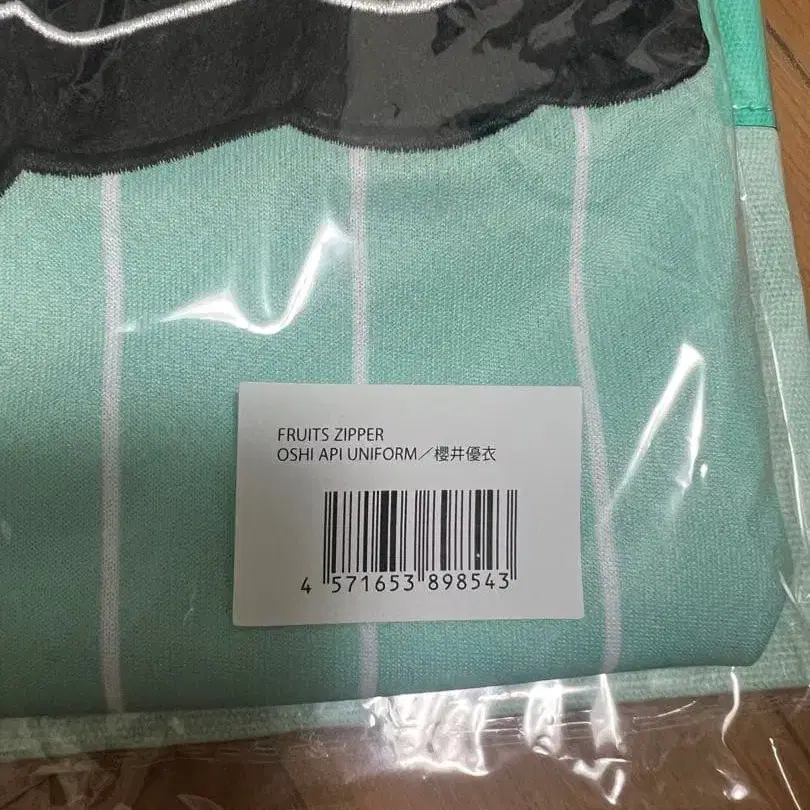 FRUITS ZIPPER
OSHI API UNIFORM／櫻井優衣
4 571653 898543